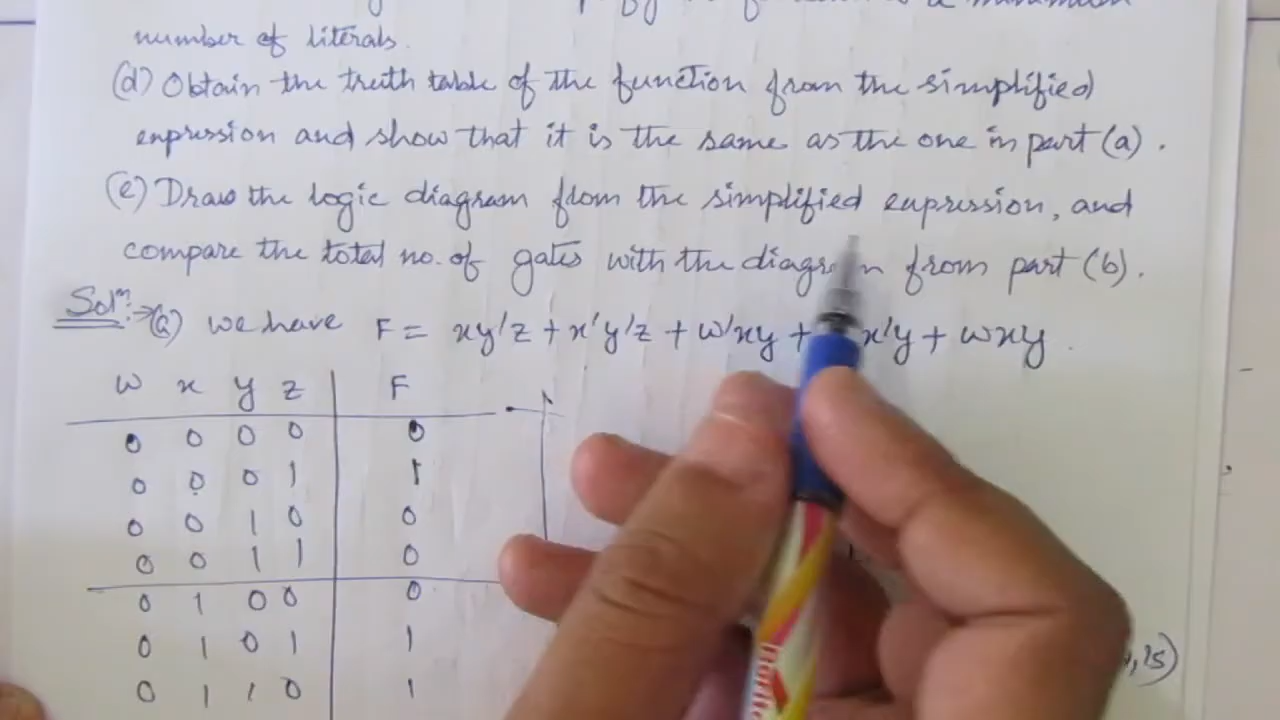 number of literals.
(d) Obtain the truth table of the function from the simplified
expression and show that it is the same as the one in part (a).
(e) Draw the logic diagram from the simplified expression, and
compare the total no. of gates with the diagram from part (b).
Solⁿ:→ (a) we have F = xy'z + x'y'z + w'xy + x'y + wxy.
w x y z F
0 0 0 0 0
0 0 0 1 1
0 0 1 0 0
0 0 1 1 0
0 1 0 0 0
0 1 0 1 1
0 1 1 0 1
,15)